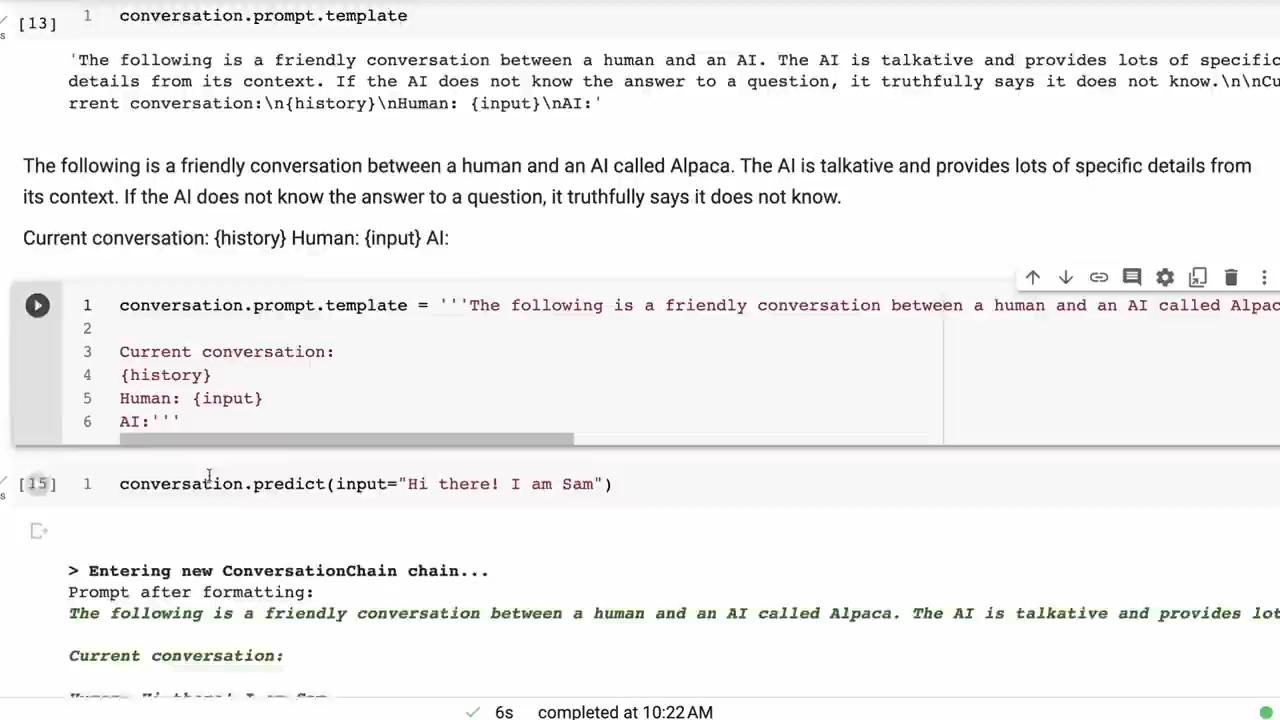 [13] 1 conversation.prompt.template
s
'The following is a friendly conversation between a human and an AI. The AI is talkative and provides lots of specific
details from its context. If the AI does not know the answer to a question, it truthfully says it does not know.\n\nCu
rrent conversation:\n{history}\nHuman: {input}\nAI:'
The following is a friendly conversation between a human and an AI called Alpaca. The AI is talkative and provides lots of specific details from
its context. If the AI does not know the answer to a question, it truthfully says it does not know.
Current conversation: {history} Human: {input} AI:
1 conversation.prompt.template = '''The following is a friendly conversation between a human and an AI called Alpac
2
3 Current conversation:
4 {history}
5 Human: {input}
6 AI:'''
[15] 1 conversation.predict(input="Hi there! I am Sam")
s
> Entering new ConversationChain chain...
Prompt after formatting:
The following is a friendly conversation between a human and an AI called Alpaca. The AI is talkative and provides lot
Current conversation:
Human: Hi there! I am Sam
6s completed at 10:22 AM